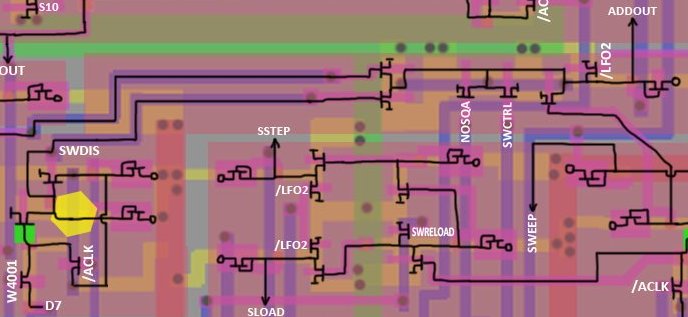 S10
/AC
ADDOUT
OUT
/LFO2
SSTEP
NOSQA
SWCTRL
SWDIS
/LFO2
SWEEP
SWRELOAD
/LFO2
/ACLK
W4001
/ACLK
D7
SLOAD